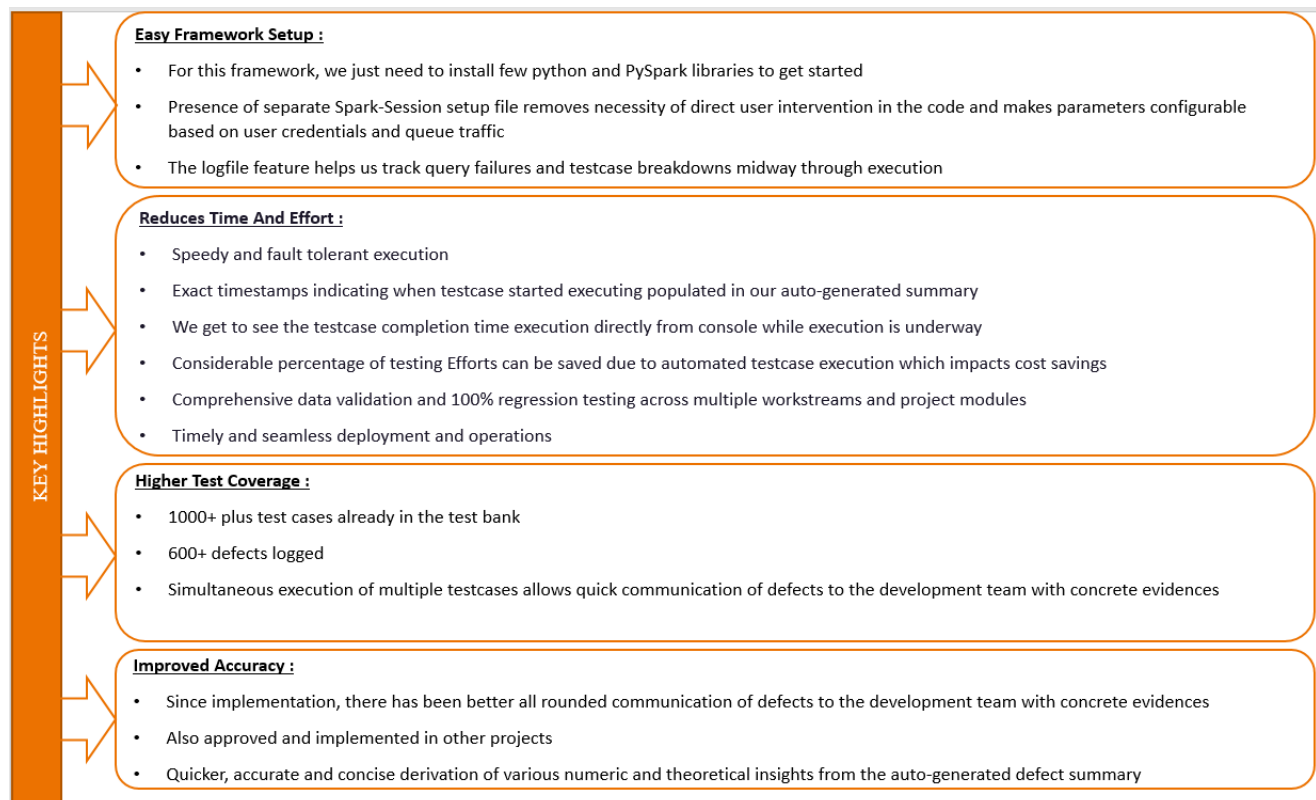 KEY HIGHLIGHTS
Easy Framework Setup :
• For this framework, we just need to install few python and PySpark libraries to get started
• Presence of separate Spark-Session setup file removes necessity of direct user intervention in the code and makes parameters configurable
based on user credentials and queue traffic
• The logfile feature helps us track query failures and testcase breakdowns midway through execution
Reduces Time And Effort :
• Speedy and fault tolerant execution
• Exact timestamps indicating when testcase started executing populated in our auto-generated summary
• We get to see the testcase completion time execution directly from console while execution is underway
• Considerable percentage of testing Efforts can be saved due to automated testcase execution which impacts cost savings
• Comprehensive data validation and 100% regression testing across multiple workstreams and project modules
• Timely and seamless deployment and operations
Higher Test Coverage :
• 1000+ plus test cases already in the test bank
• 600+ defects logged
• Simultaneous execution of multiple testcases allows quick communication of defects to the development team with concrete evidences
Improved Accuracy :
• Since implementation, there has been better all rounded communication of defects to the development team with concrete evidences
• Also approved and implemented in other projects
• Quicker, accurate and concise derivation of various numeric and theoretical insights from the auto-generated defect summary